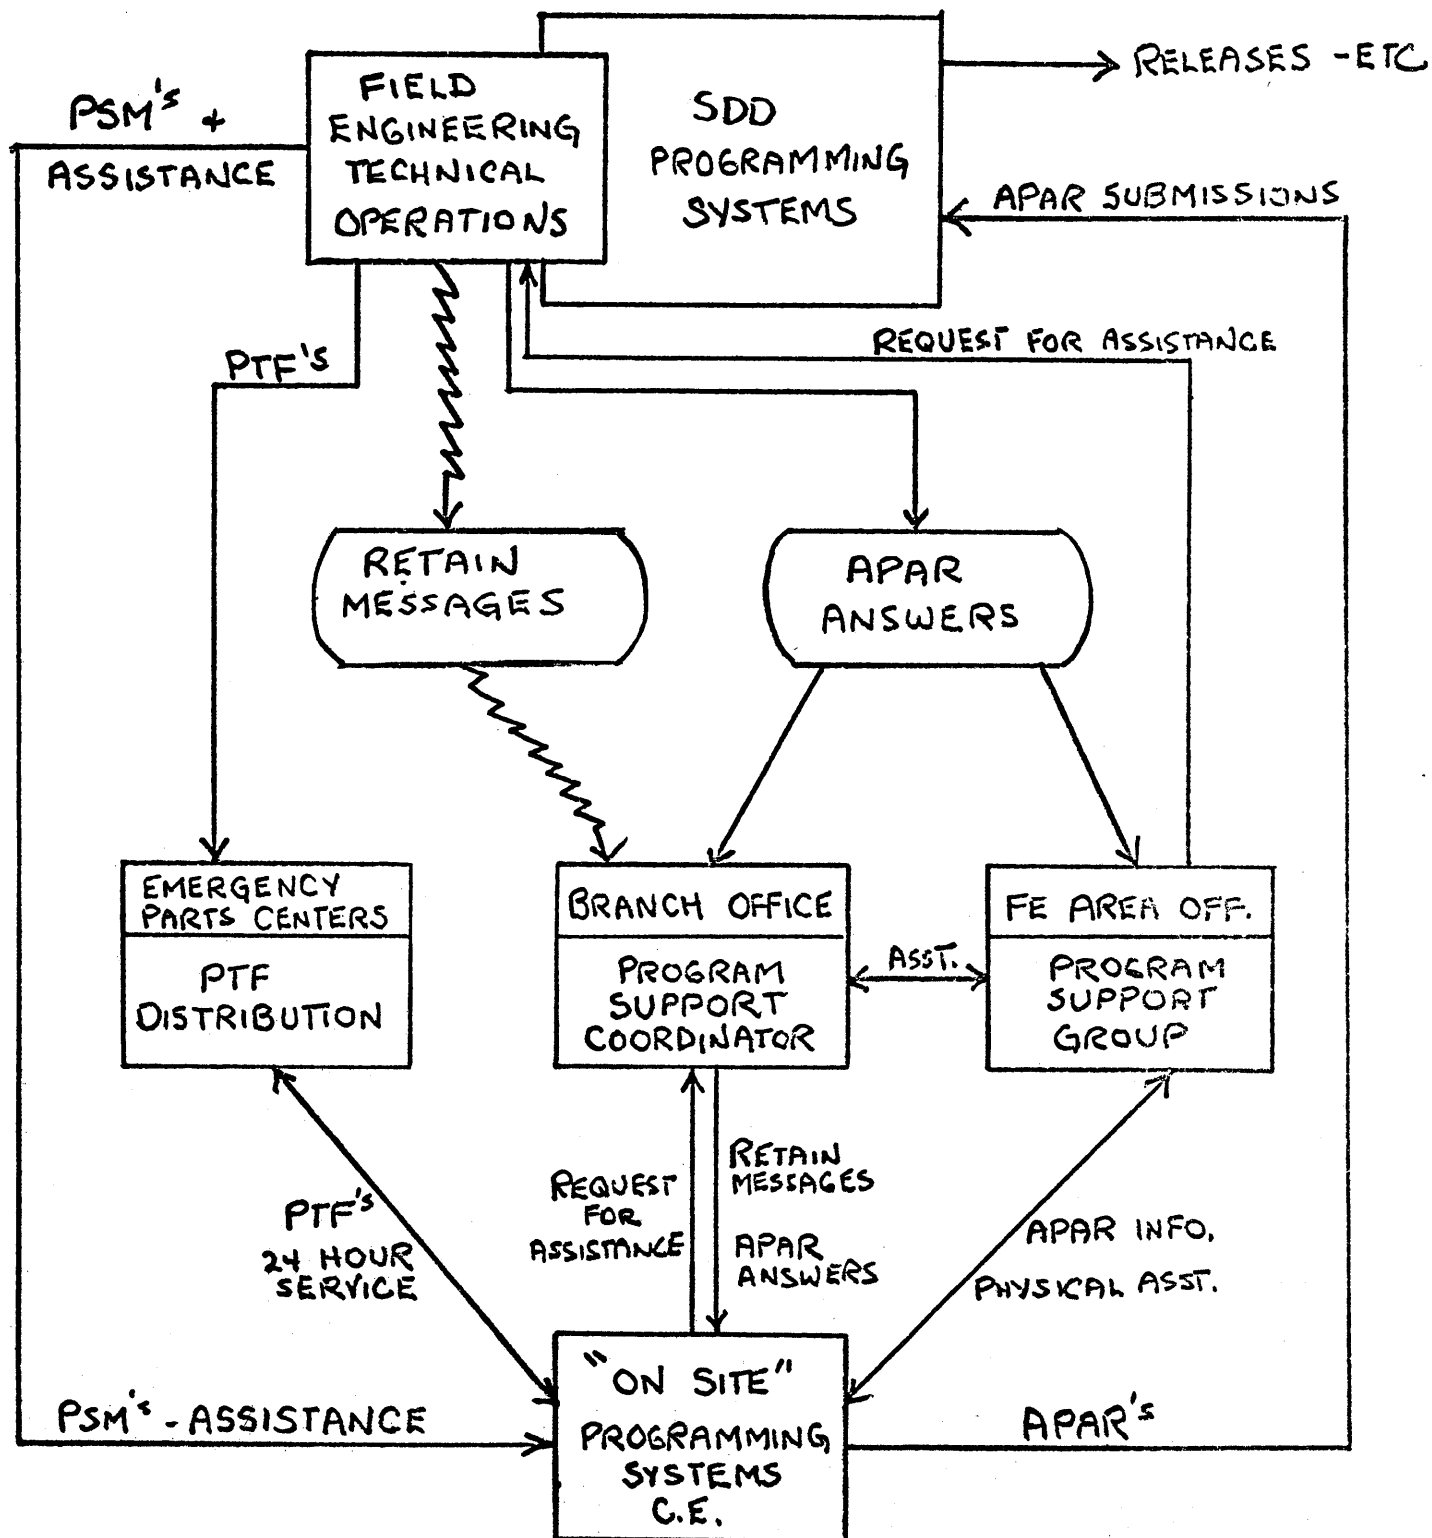 PSM's +
ASSISTANCE
FIELD
ENGINEERING
TECHNICAL
OPERATIONS
SDD
PROGRAMMING
SYSTEMS
RELEASES - ETC
APAR SUBMISSIONS
REQUEST FOR ASSISTANCE
PTF's
RETAIN
MESSAGES
APAR
ANSWERS
EMERGENCY
PARTS CENTERS
PTF
DISTRIBUTION
BRANCH OFFICE
PROGRAM
SUPPORT
COORDINATOR
ASST.
FE AREA OFF.
PROGRAM
SUPPORT
GROUP
PTF's
24 HOUR
SERVICE
REQUEST
FOR
ASSISTANCE
RETAIN
MESSAGES
APAR
ANSWERS
APAR INFO.
PHYSICAL ASST.
PSM's - ASSISTANCE
"ON SITE"
PROGRAMMING
SYSTEMS
C.E.
APAR's